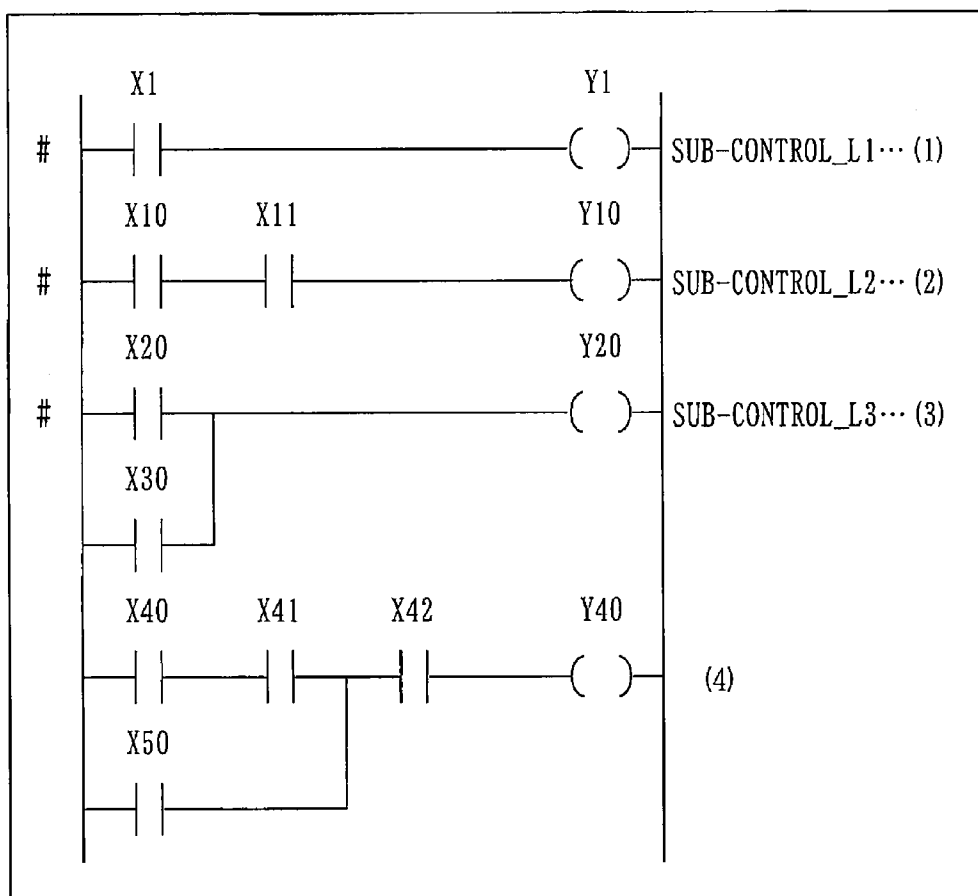 X1 Y1
# SUB-CONTROL_L1··· (1)
X10 X11 Y10
# SUB-CONTROL_L2··· (2)
X20 Y20
# SUB-CONTROL_L3··· (3)
X30
X40 X41 X42 Y40
(4)
X50